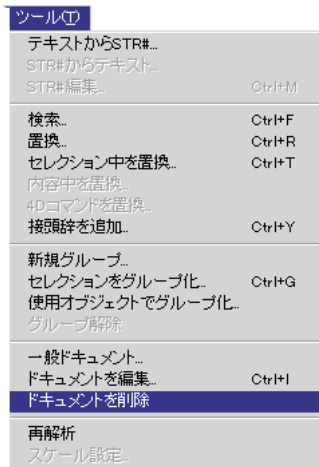 ツール(T)
テキストからSTR#...
STR#からテキスト...
STR#編集... Ctrl+M
検索... Ctrl+F
置換... Ctrl+R
セレクション中を置換... Ctrl+T
内容中を置換...
4Dコマンドを置換...
接頭辞を追加... Ctrl+Y
新規グループ...
セレクションをグループ化... Ctrl+G
使用オブジェクトでグループ化...
グループ解除
一般ドキュメント...
ドキュメントを編集... Ctrl+I
ドキュメントを削除
再解析
スケール設定...